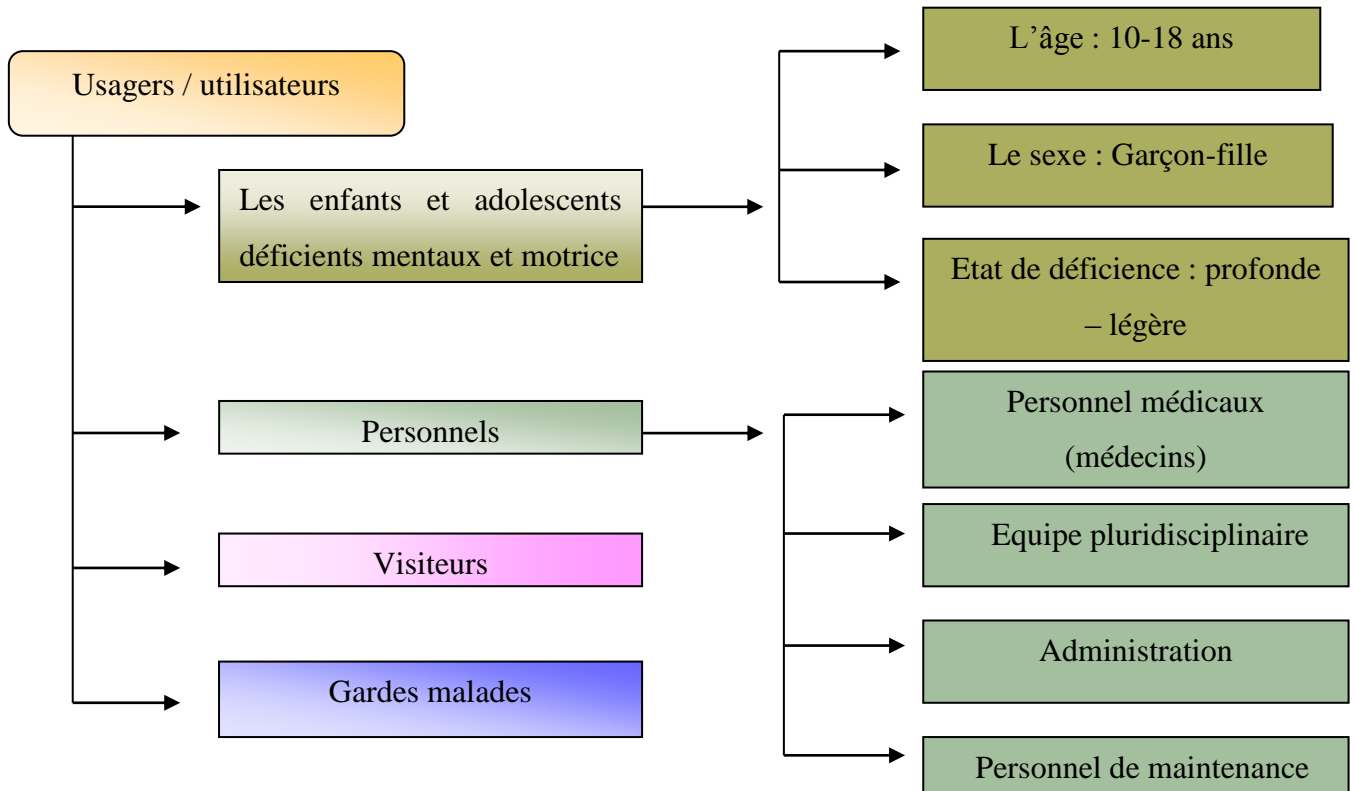 Usagers / utilisateurs
Les enfants et adolescents
déficients mentaux et motrice
L’âge : 10-18 ans
Le sexe : Garçon-fille
Etat de déficience : profonde
– légère
Personnels
Personnel médicaux
(médecins)
Equipe pluridisciplinaire
Administration
Personnel de maintenance
Visiteurs
Gardes malades